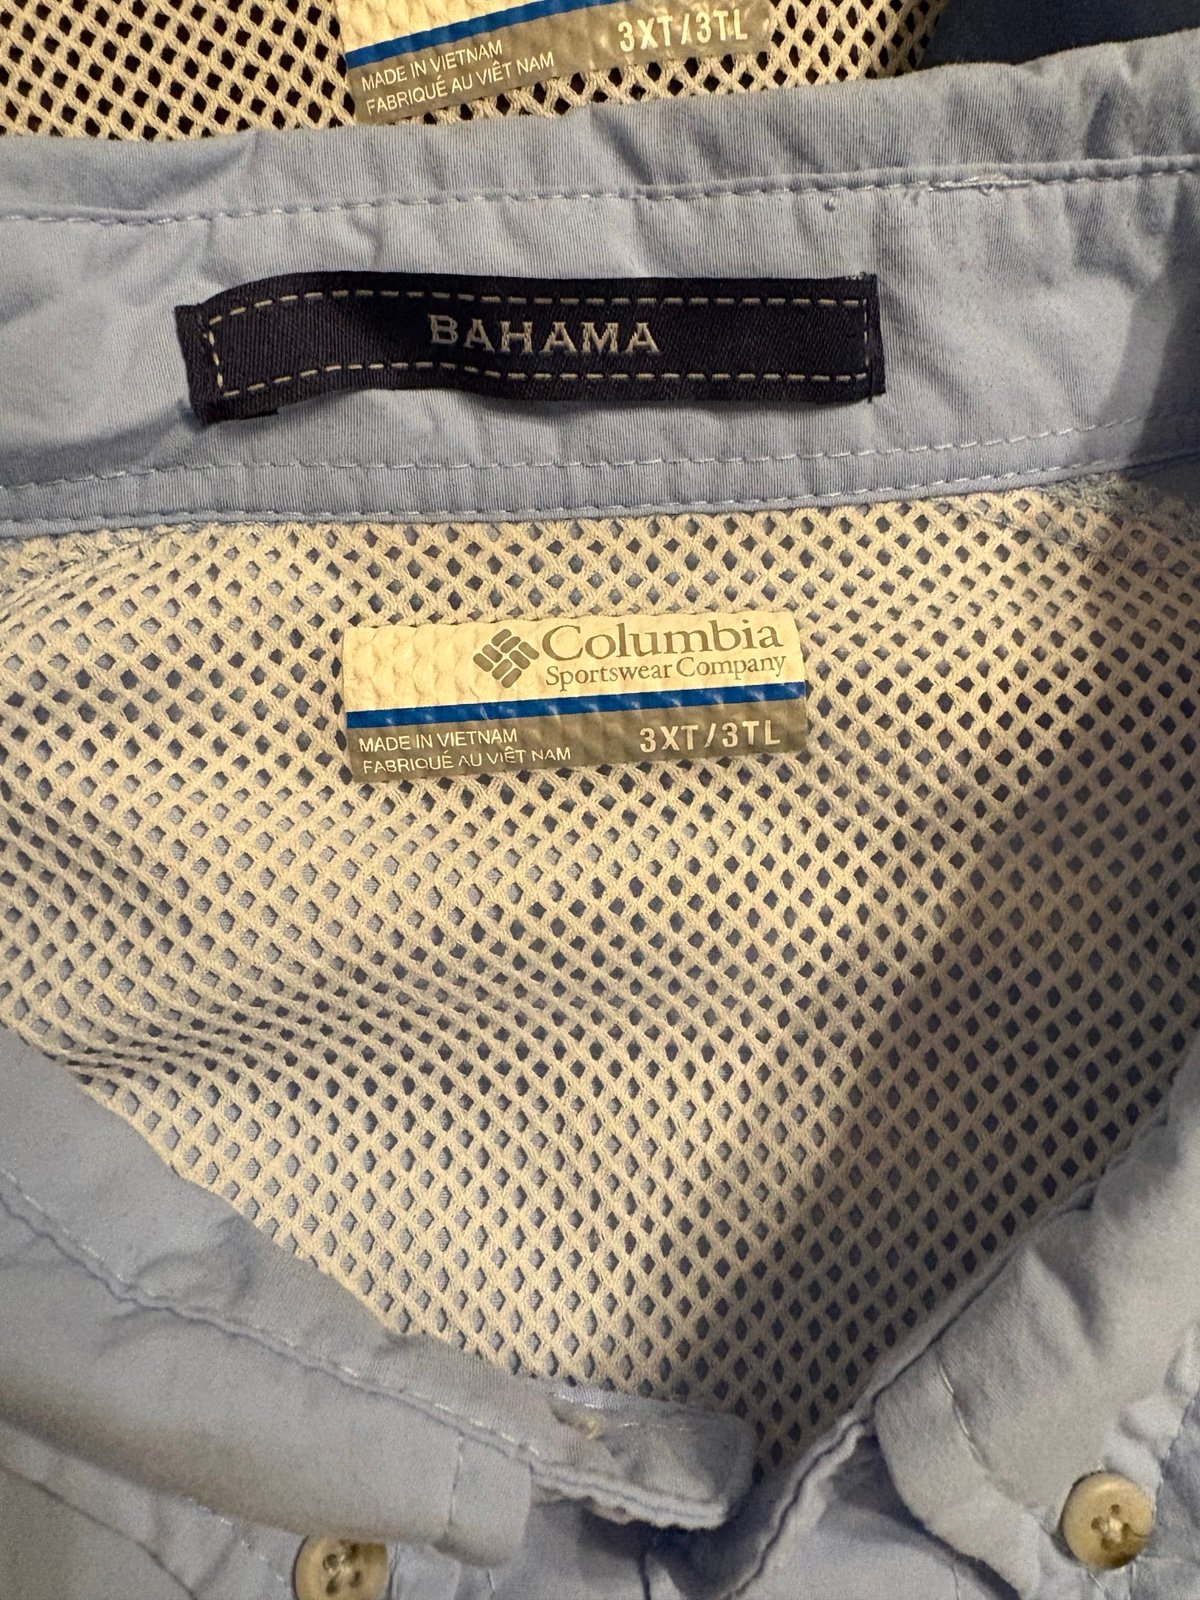 3XT/3TL
MADE IN VIETNAM
FABRIQUÉ AU VIÊT NAM
BAHAMA
Columbia
Sportswear Company
MADE IN VIETNAM
FABRIQUÉ AU VIÊT NAM
3XT/3TL